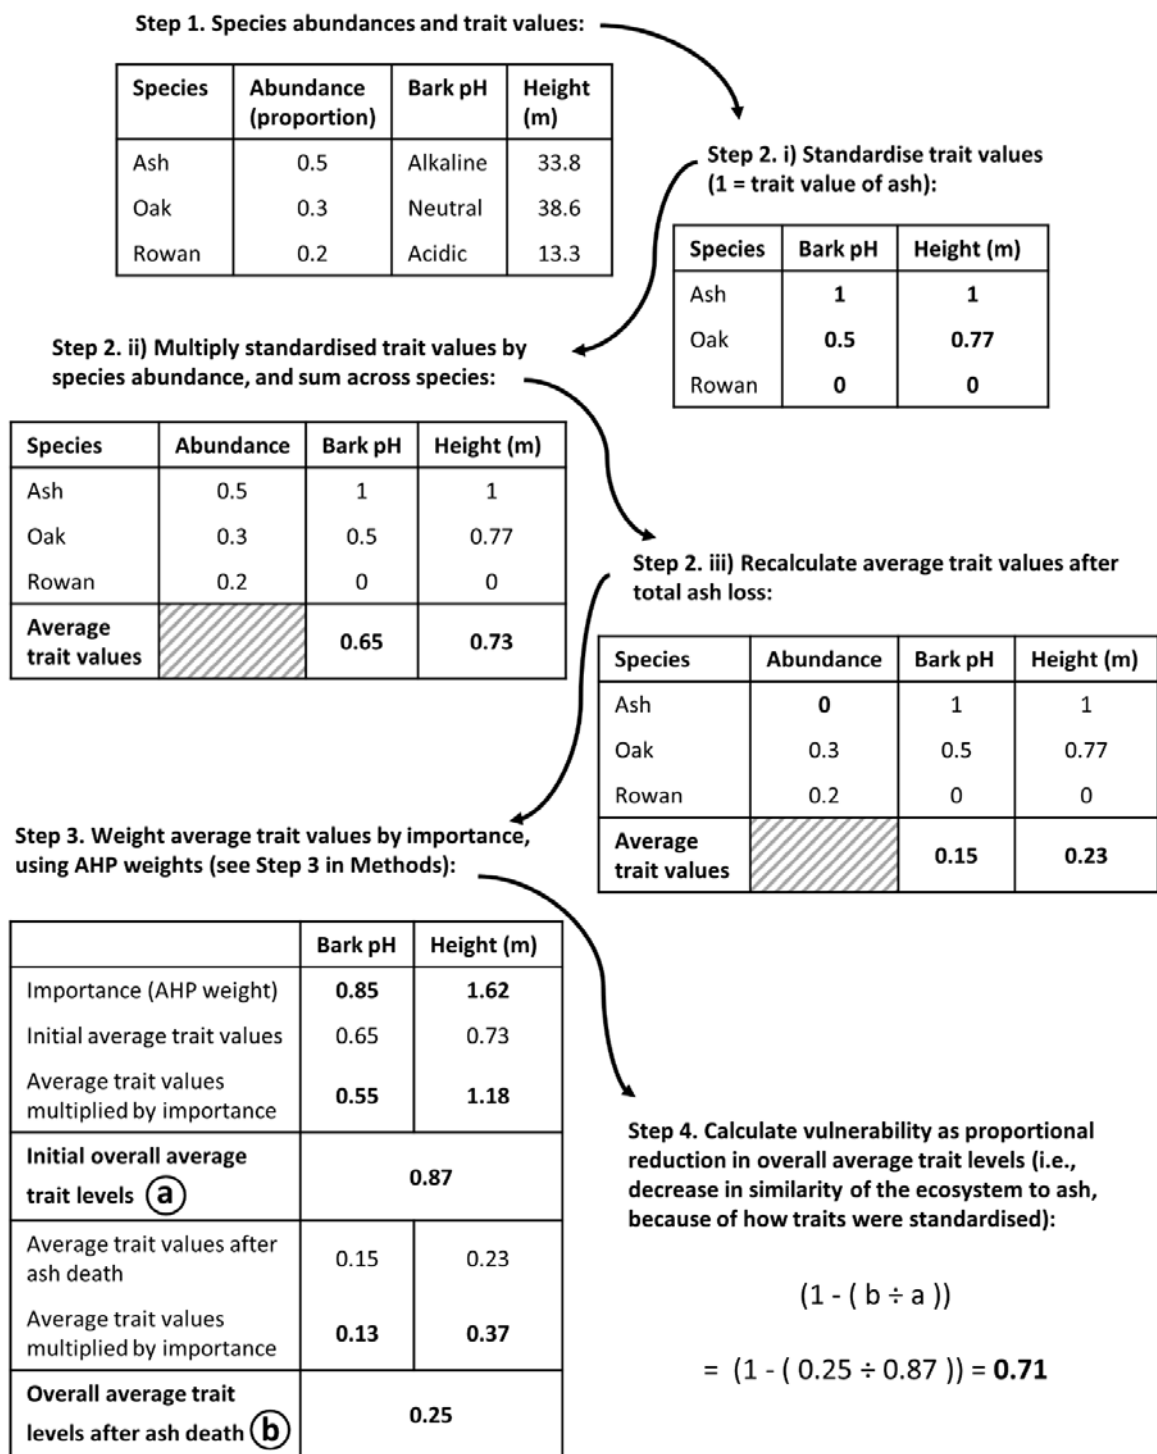 Step 1. Species abundances and trait values:
Species Abundance (proportion) Bark pH Height (m)
Ash 0.5 Alkaline 33.8
Oak 0.3 Neutral 38.6
Rowan 0.2 Acidic 13.3
Step 2. i) Standardise trait values
(1 = trait value of ash):
Species Bark pH Height (m)
Ash 1 1
Oak 0.5 0.77
Rowan 0 0
Step 2. ii) Multiply standardised trait values by
species abundance, and sum across species:
Species Abundance Bark pH Height (m)
Ash 0.5 1 1
Oak 0.3 0.5 0.77
Rowan 0.2 0 0
Average
trait values 0.65 0.73
Step 2. iii) Recalculate average trait values after
total ash loss:
Species Abundance Bark pH Height (m)
Ash 0 1 1
Oak 0.3 0.5 0.77
Rowan 0.2 0 0
Average
trait values 0.15 0.23
Step 3. Weight average trait values by importance,
using AHP weights (see Step 3 in Methods):
Bark pH Height (m)
Importance (AHP weight) 0.85 1.62
Initial average trait values 0.65 0.73
Average trait values
multiplied by importance 0.55 1.18
Initial overall average
trait levels a 0.87
Average trait values after
ash death 0.15 0.23
Average trait values
multiplied by importance 0.13 0.37
Overall average trait
levels after ash death b 0.25
Step 4. Calculate vulnerability as proportional
reduction in overall average trait levels (i.e.,
decrease in similarity of the ecosystem to ash,
because of how traits were standardised):
(1 - ( b ÷ a ))
= (1 - ( 0.25 ÷ 0.87 )) = 0.71